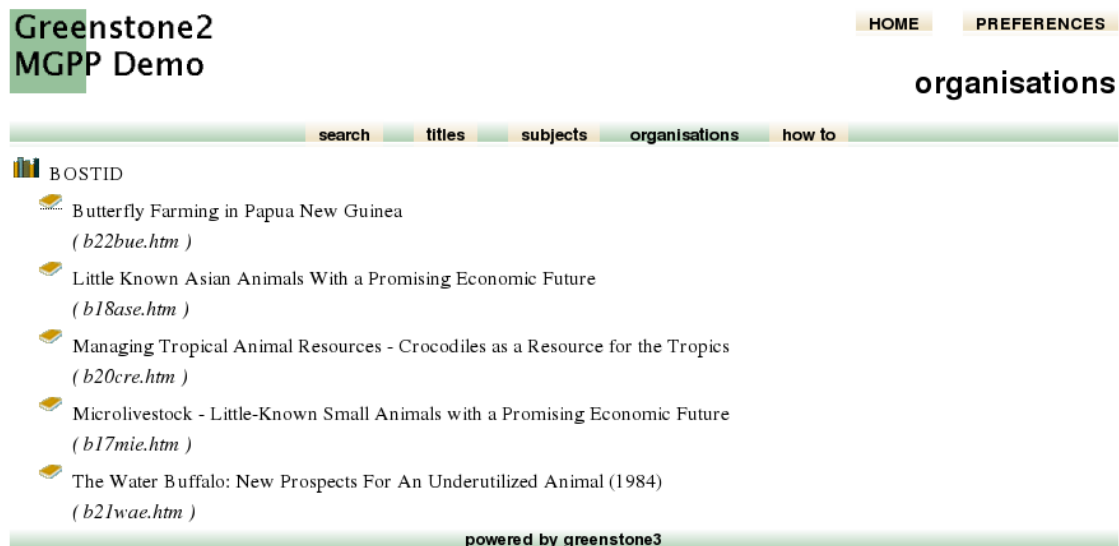 Greenstone2
MGPP Demo
HOME PREFERENCES
organisations
search titles subjects organisations how to
BOSTID
Butterfly Farming in Papua New Guinea
( b22bue.htm )
Little Known Asian Animals With a Promising Economic Future
( b18ase.htm )
Managing Tropical Animal Resources - Crocodiles as a Resource for the Tropics
( b20cre.htm )
Microlivestock - Little-Known Small Animals with a Promising Economic Future
( b17mie.htm )
The Water Buffalo: New Prospects For An Underutilized Animal (1984)
( b21wae.htm )
powered by greenstone3